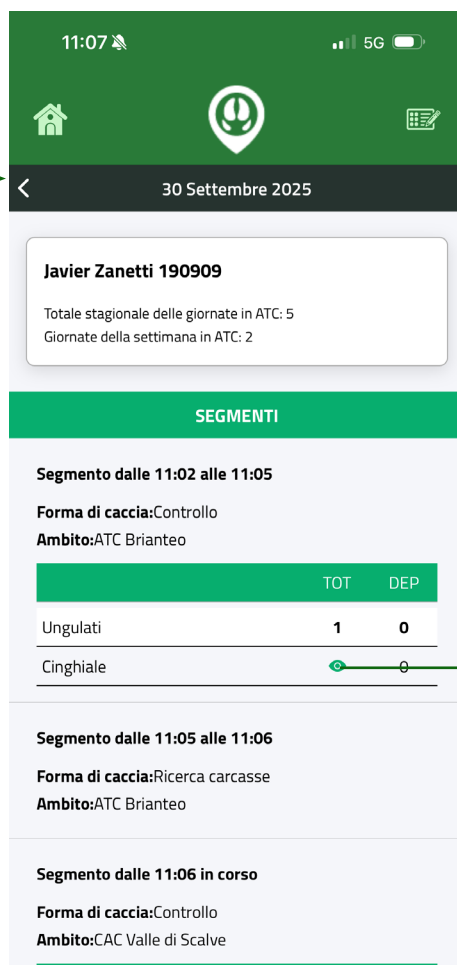 11:07 5G
30 Settembre 2025
Javier Zanetti 190909
Totale stagionale delle giornate in ATC: 5
Giornate della settimana in ATC: 2
SEGMENTI
Segmento dalle 11:02 alle 11:05
Forma di caccia:Controllo
Ambito:ATC Brianteo
TOT DEP
Ungulati 1 0
Cinghiale 0
Segmento dalle 11:05 alle 11:06
Forma di caccia:Ricerca carcasse
Ambito:ATC Brianteo
Segmento dalle 11:06 in corso
Forma di caccia:Controllo
Ambito:CAC Valle di Scalve